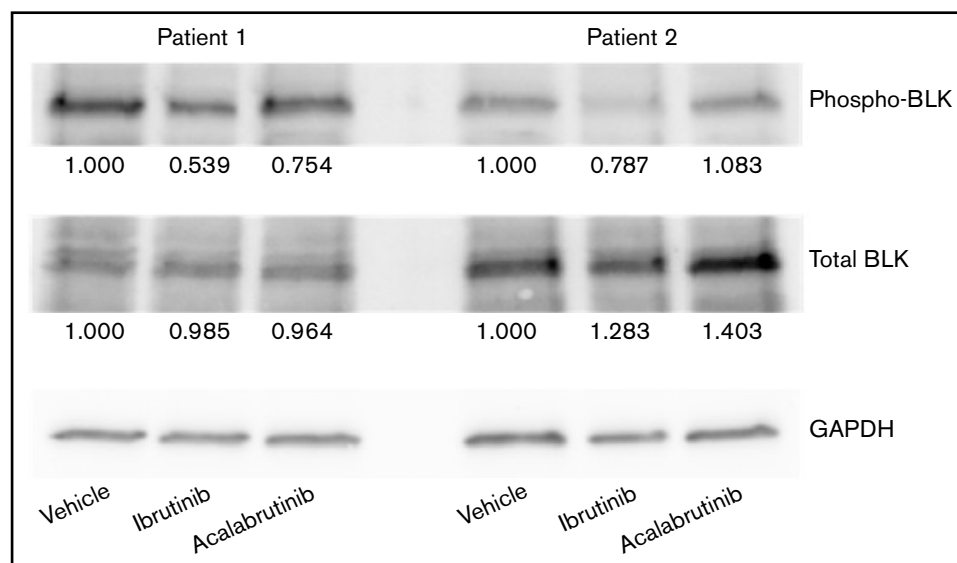 Patient 1 Patient 2
Phospho-BLK
1.000 0.539 0.754 1.000 0.787 1.083
Total BLK
1.000 0.985 0.964 1.000 1.283 1.403
GAPDH
Vehicle Ibrutinib Acalabrutinib Vehicle Ibrutinib Acalabrutinib